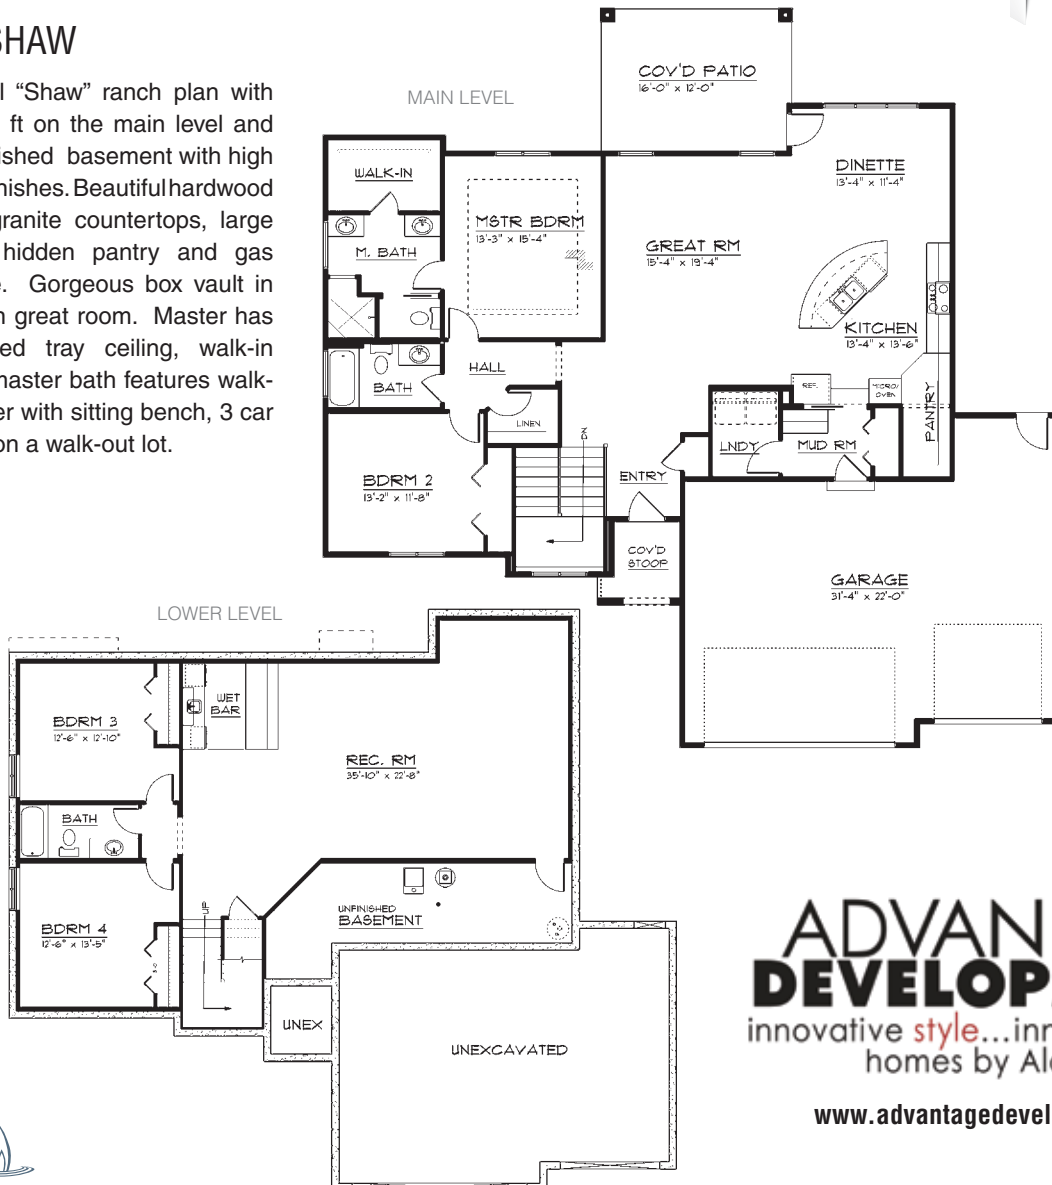 SHAW
“Shaw” ranch plan with
ft on the main level and
basement with high
Beautiful hardwood
granite countertops, large
hidden pantry and gas
Gorgeous box vault in
great room. Master has
tray ceiling, walk-in
master bath features walk-
with sitting bench, 3 car
on a walk-out lot.
MAIN LEVEL
COV'D PATIO
16'-0" x 12'-0"
WALK-IN
MSTR BDRM
13'-3" x 15'-4"
M. BATH
DINETTE
13'-4" x 11'-4"
GREAT RM
15'-4" x 19'-4"
KITCHEN
13'-4" x 13'-6"
HALL
BATH
LINEN
REF.
MICRO/
OVEN
PANTRY
LNDY
MUD RM
DN
ENTRY
BDRM 2
13'-2" x 11'-8"
COV'D
STOOP
GARAGE
31'-4" x 22'-0"
LOWER LEVEL
WET
BAR
BDRM 3
12'-6" x 12'-10"
REC. RM
35'-10" x 22'-8"
BATH
UP
UNFINISHED
BASEMENT
BDRM 4
12'-6" x 13'-5"
UNEX
UNEXCAVATED
ADVAN
DEVELOP
innovative style...inn
homes by Al
www.advantagedevel